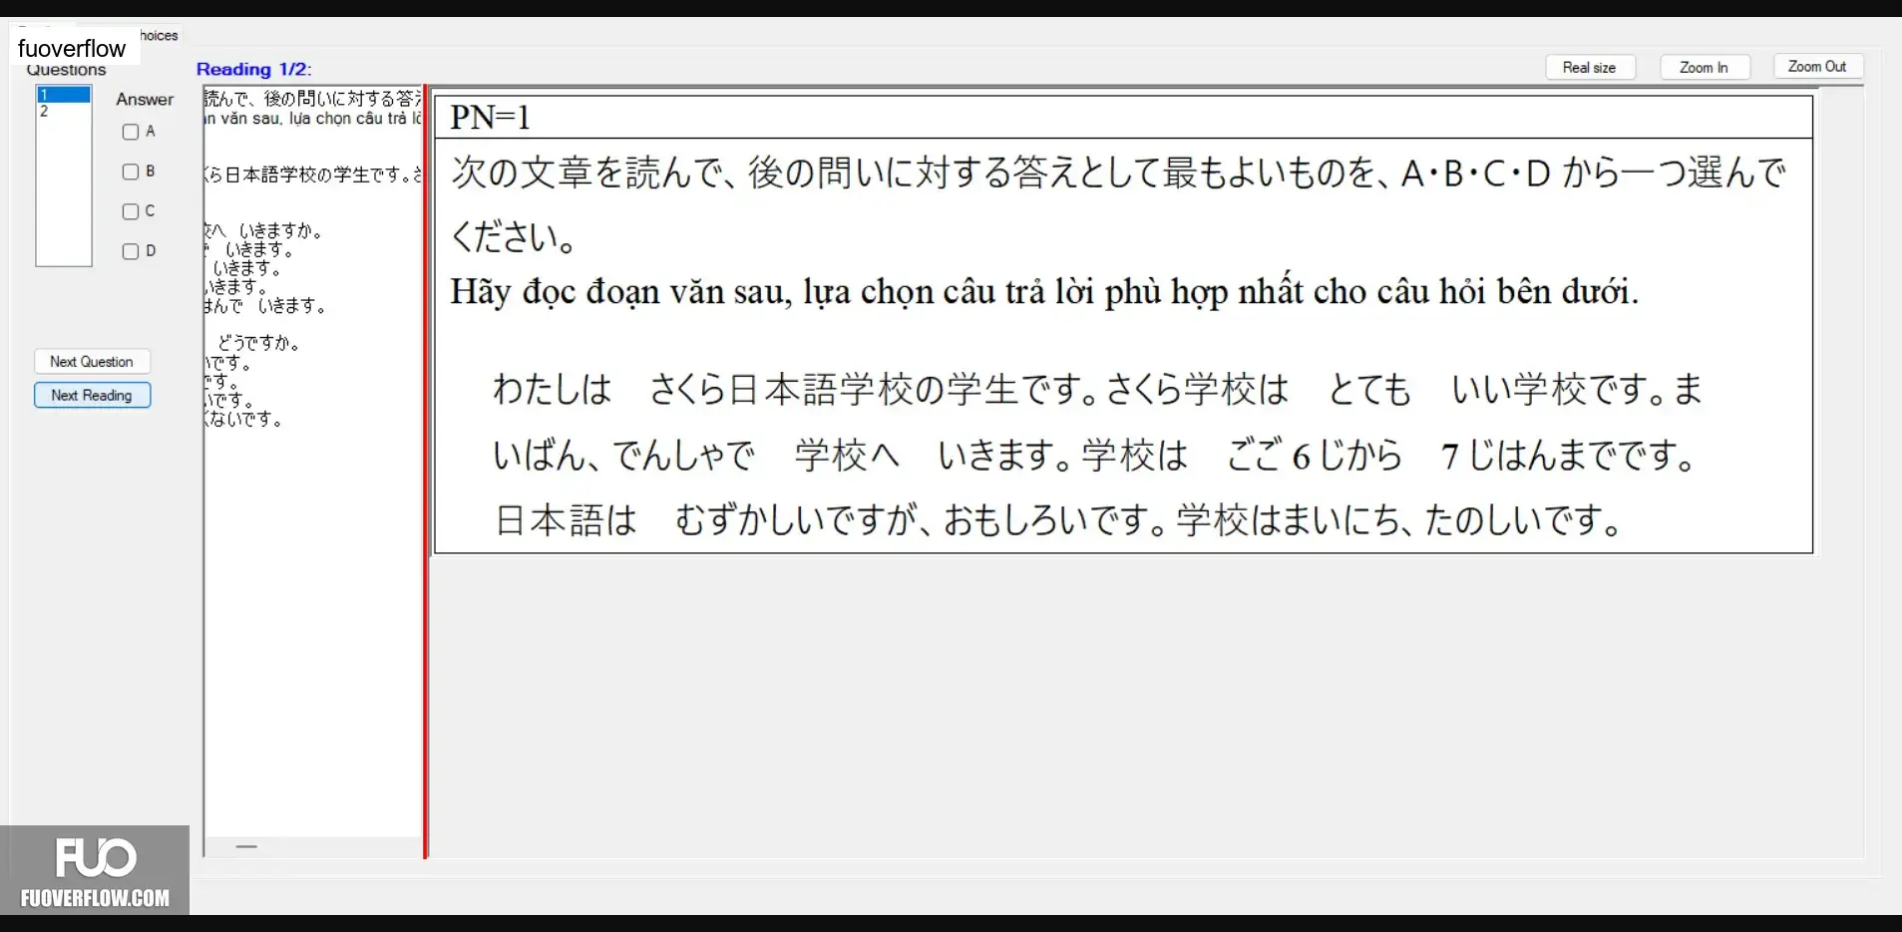 fuoverflow
hoices
Questions
Reading 1/2:
Real size
Zoom In
Zoom Out
1
2
Answer
A
B
C
D
Next Question
Next Reading
読んで、後の問いに対する答
văn sau, lựa chọn câu trả
ら日本語学校の学生です。
へ いきますか。
いきます。
いきます。
いきます。
はんで いきます。
どうですか。
です。
です。
いです。
くないです。
PN=1
次の文章を読んで、後の問いに対する答えとして最もよいものを、A・B・C・D から一つ選んで
ください。
Hãy đọc đoạn văn sau, lựa chọn câu trả lời phù hợp nhất cho câu hỏi bên dưới.
わたしは さくら日本語学校の学生です。さくら学校は とても いい学校です。ま
いばん、でんしゃで 学校へ いきます。学校は ごご 6 じから 7 じはんまでです。
日本語は むずかしいですが、おもしろいです。学校はまいにち、たのしいです。
FUO
FUOVERFLOW.COM